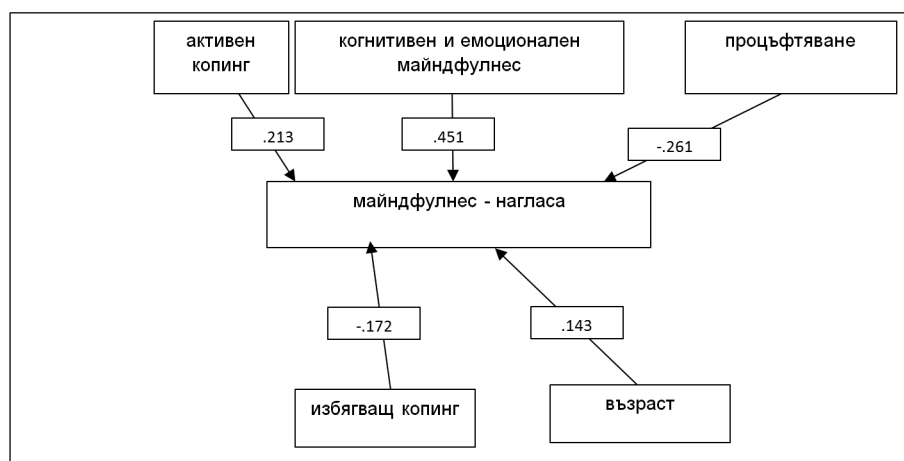 активен
копинг
когнитивен и емоционален
майндфулнес
процъфтяване
.213
.451
-.261
майндфулнес - нагласа
-.172
.143
избягващ копинг
възраст